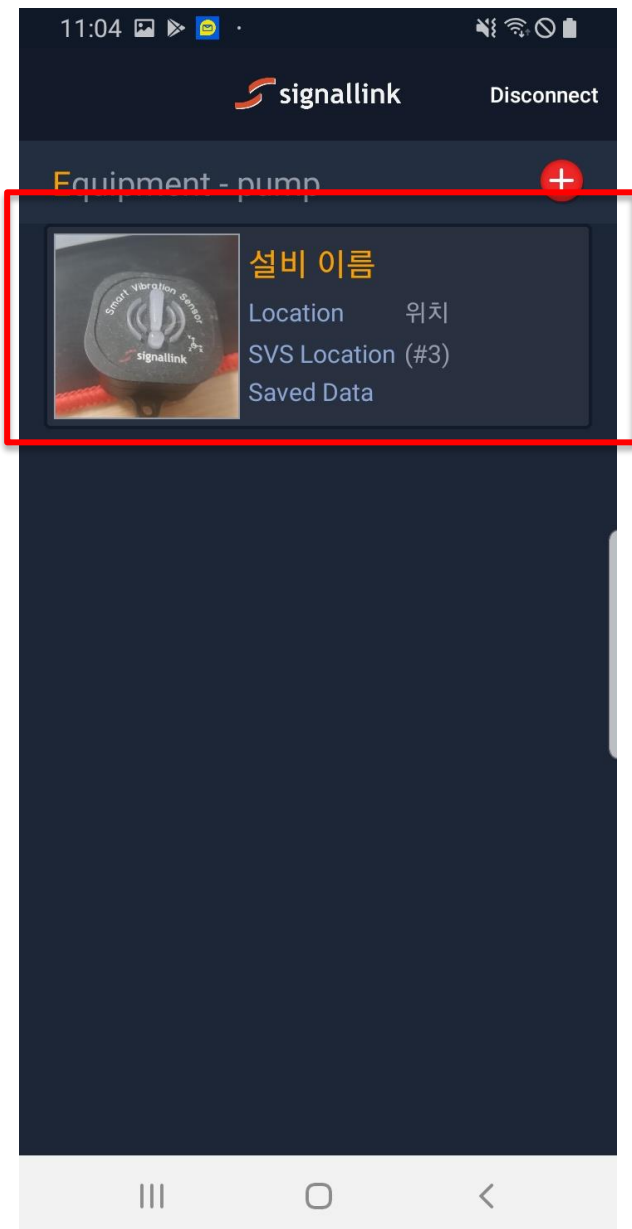 11:04
signallink
Disconnect
Equipment - pump
설비 이름
Location 위치
SVS Location (#3)
Saved Data
Smart Vibration Sensor
signallink